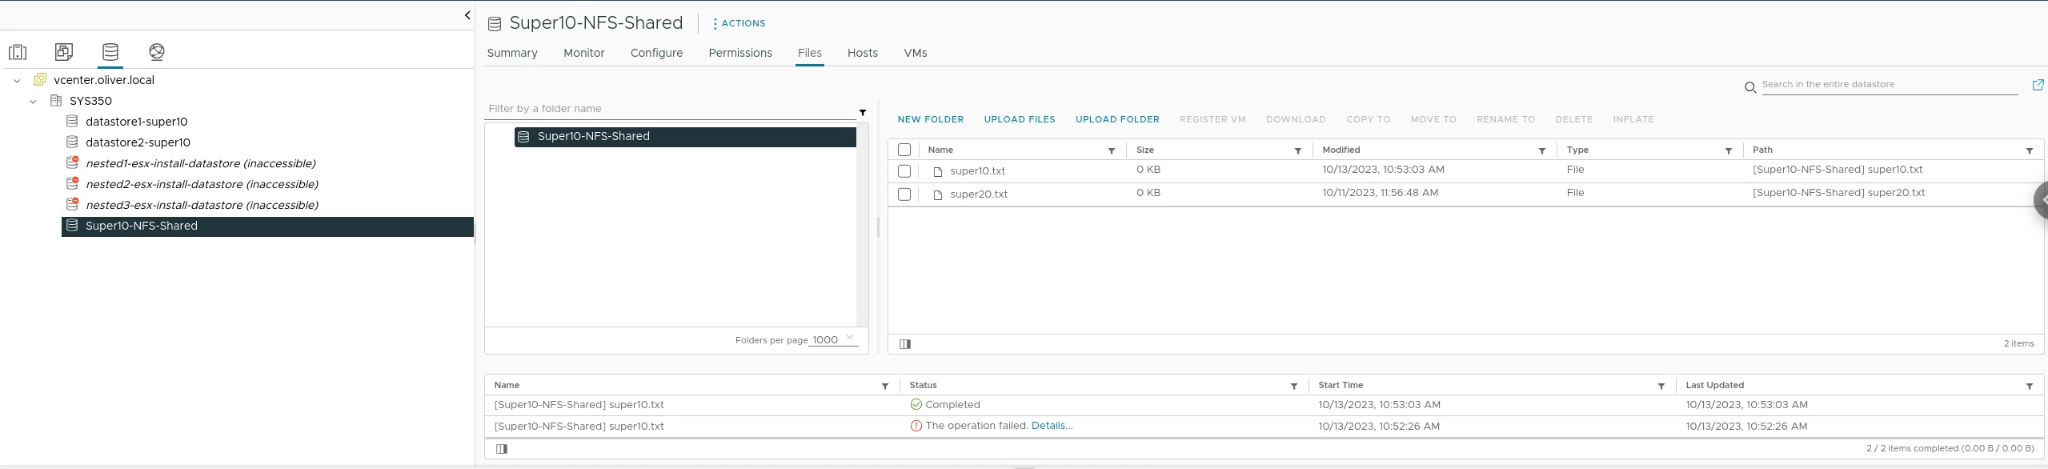 Super10-NFS-Shared
ACTIONS
Summary Monitor Configure Permissions Files Hosts VMs
vcenter.oliver.local
SYS350
datastore1-super10
datastore2-super10
nested1-esx-install-datastore (inaccessible)
nested2-esx-install-datastore (inaccessible)
nested3-esx-install-datastore (inaccessible)
Super10-NFS-Shared
Search in the entire datastore
Filter by a folder name
Super10-NFS-Shared
Folders per page 1000
NEW FOLDER UPLOAD FILES UPLOAD FOLDER REGISTER VM DOWNLOAD COPY TO MOVE TO RENAME TO DELETE INFLATE
Name Size Modified Type Path
super10.txt 0 KB 10/13/2023, 10:53:03 AM File [Super10-NFS-Shared] super10.txt
super20.txt 0 KB 10/11/2023, 11:56:48 AM File [Super10-NFS-Shared] super20.txt
2 items
Name Status Start Time Last Updated
[Super10-NFS-Shared] super10.txt Completed 10/13/2023, 10:53:03 AM 10/13/2023, 10:53:03 AM
[Super10-NFS-Shared] super10.txt The operation failed. Details... 10/13/2023, 10:52:26 AM 10/13/2023, 10:52:26 AM
2 / 2 items completed (0.00 B / 0.00 B)